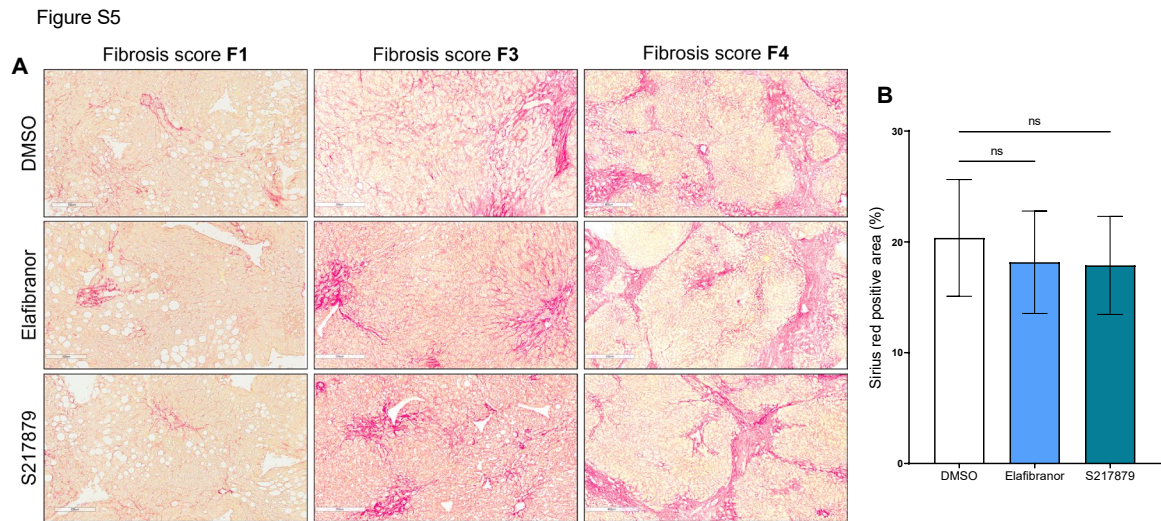 Figure S5
A
Fibrosis score F1
Fibrosis score F3
Fibrosis score F4
DMSO
Elafibranor
S217879
B
Sirius red positive area (%)
30
20
10
0
ns
ns
DMSO
Elafibranor
S217879